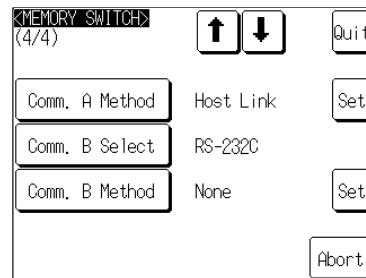 <MEMORY SWITCH>
(4/4)
Quit
Comm. A Method Host Link Set
Comm. B Select RS-232C
Comm. B Method None Set
Abort